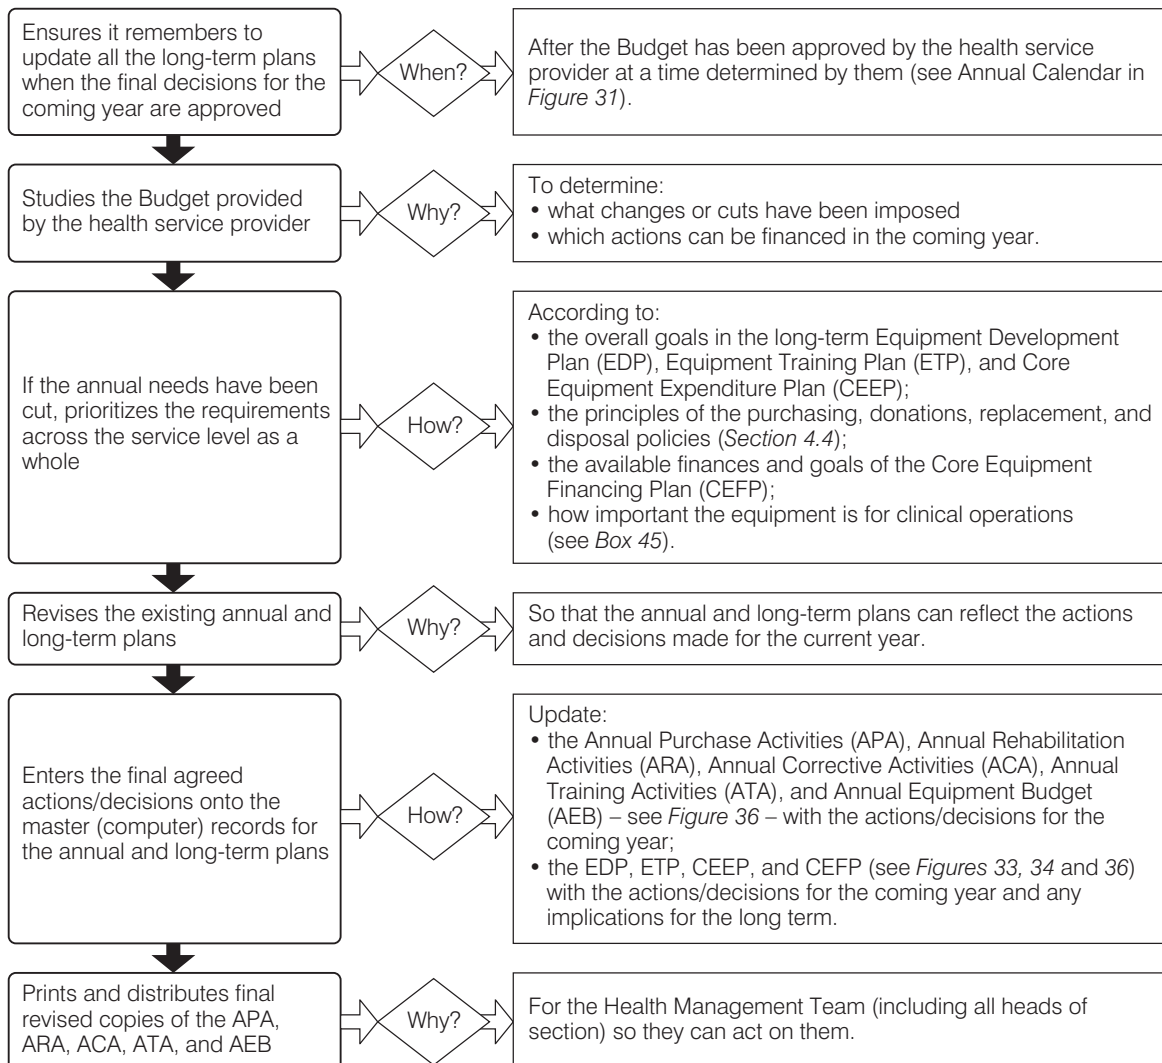 Ensures it remembers to
update all the long-term plans
when the final decisions for the
coming year are approved
When?
After the Budget has been approved by the health service
provider at a time determined by them (see Annual Calendar in
Figure 31).
Studies the Budget provided
by the health service provider
Why?
To determine:
• what changes or cuts have been imposed
• which actions can be financed in the coming year.
If the annual needs have been
cut, prioritizes the requirements
across the service level as a
whole
How?
According to:
• the overall goals in the long-term Equipment Development
Plan (EDP), Equipment Training Plan (ETP), and Core
Equipment Expenditure Plan (CEEP);
• the principles of the purchasing, donations, replacement, and
disposal policies (Section 4.4);
• the available finances and goals of the Core Equipment
Financing Plan (CEFP);
• how important the equipment is for clinical operations
(see Box 45).
Revises the existing annual and
long-term plans
Why?
So that the annual and long-term plans can reflect the actions
and decisions made for the current year.
Enters the final agreed
actions/decisions onto the
master (computer) records for
the annual and long-term plans
How?
Update:
• the Annual Purchase Activities (APA), Annual Rehabilitation
Activities (ARA), Annual Corrective Activities (ACA), Annual
Training Activities (ATA), and Annual Equipment Budget
(AEB) – see Figure 36 – with the actions/decisions for the
coming year;
• the EDP, ETP, CEEP, and CEFP (see Figures 33, 34 and 36)
with the actions/decisions for the coming year and any
implications for the long term.
Prints and distributes final
revised copies of the APA,
ARA, ACA, ATA, and AEB
Why?
For the Health Management Team (including all heads of
section) so they can act on them.